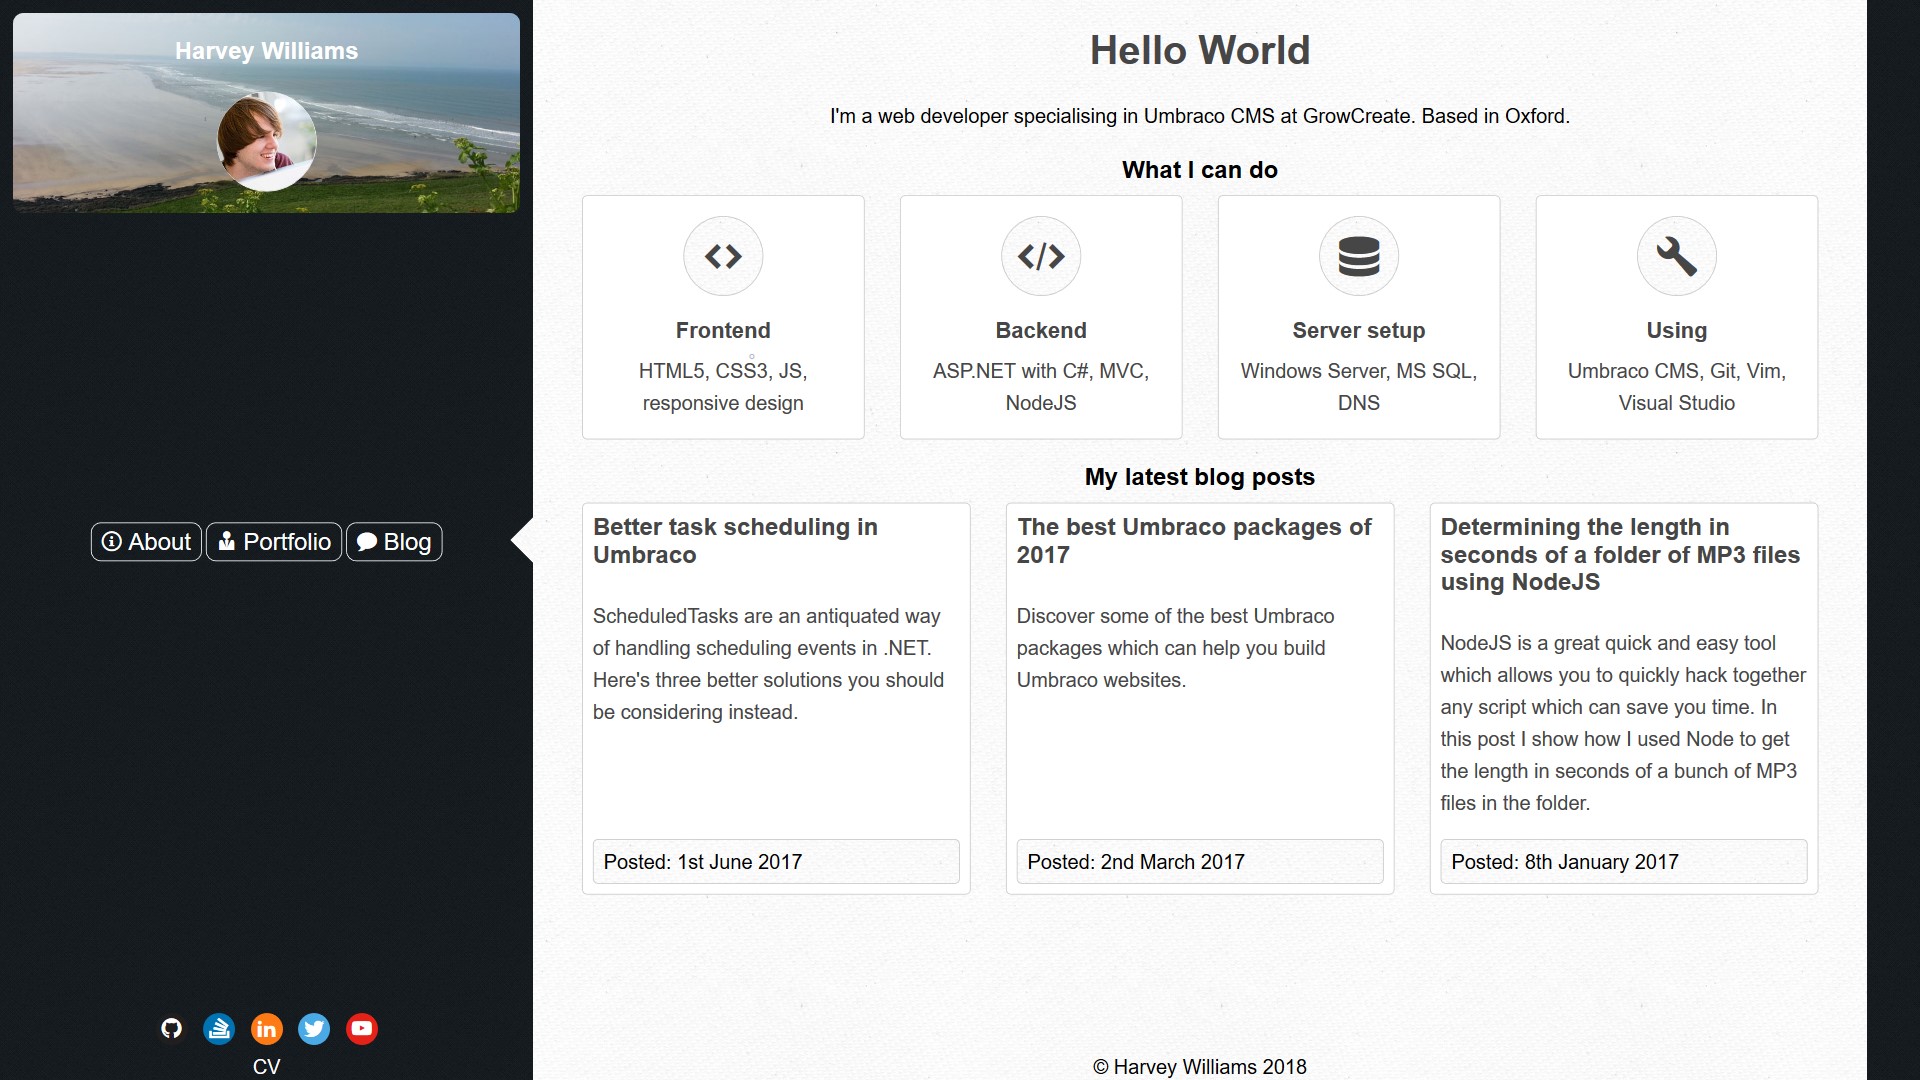 Harvey Williams
About
Portfolio
Blog
CV
Hello World
I'm a web developer specialising in Umbraco CMS at GrowCreate. Based in Oxford.
What I can do
Frontend
HTML5, CSS3, JS,
responsive design
Backend
ASP.NET with C#, MVC,
NodeJS
Server setup
Windows Server, MS SQL,
DNS
Using
Umbraco CMS, Git, Vim,
Visual Studio
My latest blog posts
Better task scheduling in
Umbraco
ScheduledTasks are an antiquated way
of handling scheduling events in .NET.
Here's three better solutions you should
be considering instead.
Posted: 1st June 2017
The best Umbraco packages of
2017
Discover some of the best Umbraco
packages which can help you build
Umbraco websites.
Posted: 2nd March 2017
Determining the length in
seconds of a folder of MP3 files
using NodeJS
NodeJS is a great quick and easy tool
which allows you to quickly hack together
any script which can save you time. In
this post I show how I used Node to get
the length in seconds of a bunch of MP3
files in the folder.
Posted: 8th January 2017
© Harvey Williams 2018